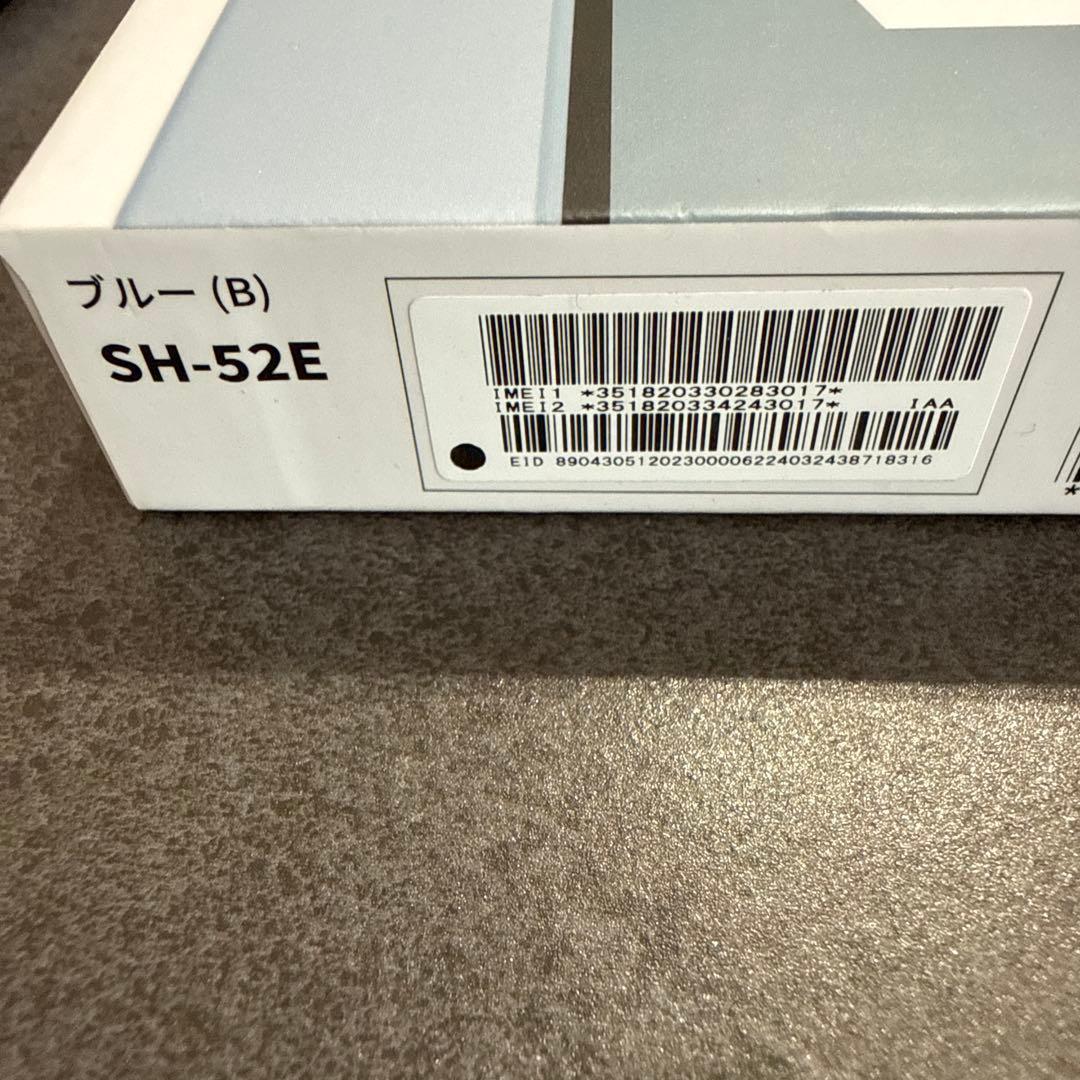 ブルー (B)
SH-52E
IMEI1 *351820330283017*
IMEI2 *351820334243017* IAA
EID 89043051202300006224032438718316
*